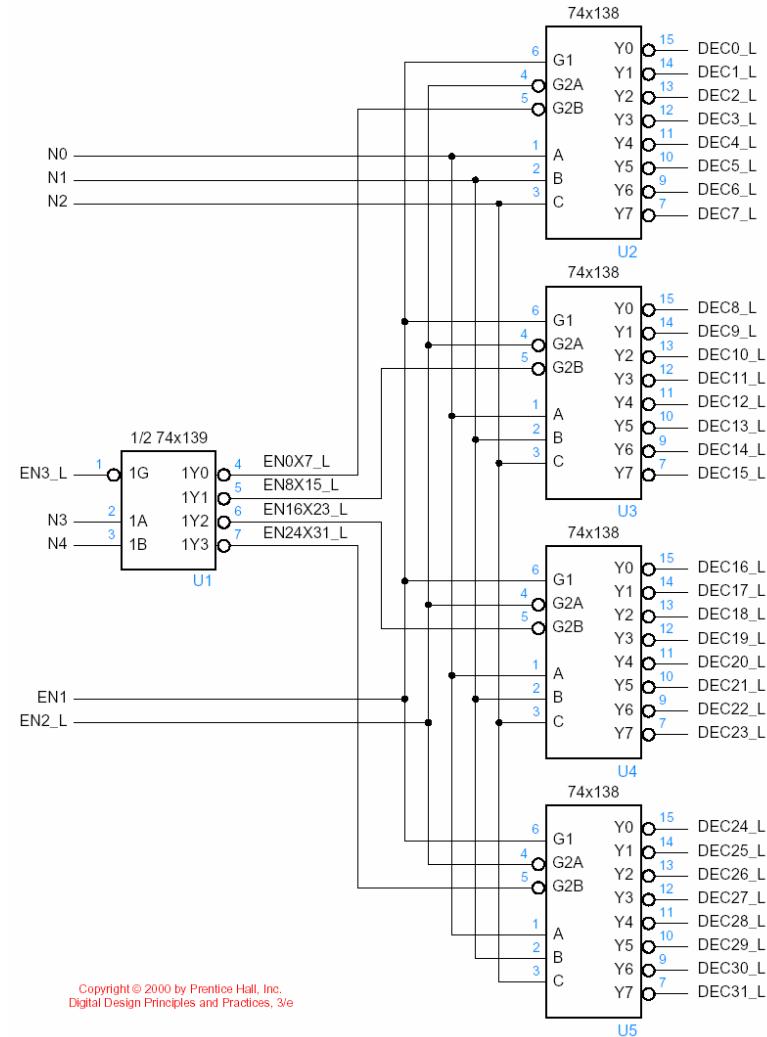 74x138
6 G1 Y0 15 DEC0_L
4 G2A Y1 14 DEC1_L
5 G2B Y2 13 DEC2_L
Y3 12 DEC3_L
N0 1 A Y4 11 DEC4_L
N1 2 B Y5 10 DEC5_L
N2 3 C Y6 9 DEC6_L
Y7 7 DEC7_L
U2
74x138
6 G1 Y0 15 DEC8_L
4 G2A Y1 14 DEC9_L
5 G2B Y2 13 DEC10_L
Y3 12 DEC11_L
1 A Y4 11 DEC12_L
2 B Y5 10 DEC13_L
3 C Y6 9 DEC14_L
Y7 7 DEC15_L
U3
1/2 74x139
EN3_L 1 1G 1Y0 4 EN0X7_L
1Y1 5 EN8X15_L
N3 2 1A 1Y2 6 EN16X23_L
N4 3 1B 1Y3 7 EN24X31_L
U1
74x138
6 G1 Y0 15 DEC16_L
4 G2A Y1 14 DEC17_L
5 G2B Y2 13 DEC18_L
Y3 12 DEC19_L
1 A Y4 11 DEC20_L
2 B Y5 10 DEC21_L
3 C Y6 9 DEC22_L
Y7 7 DEC23_L
U4
EN1
EN2_L
74x138
6 G1 Y0 15 DEC24_L
4 G2A Y1 14 DEC25_L
5 G2B Y2 13 DEC26_L
Y3 12 DEC27_L
1 A Y4 11 DEC28_L
2 B Y5 10 DEC29_L
3 C Y6 9 DEC30_L
Y7 7 DEC31_L
U5
Copyright © 2000 by Prentice Hall, Inc.
Digital Design Principles and Practices, 3/e